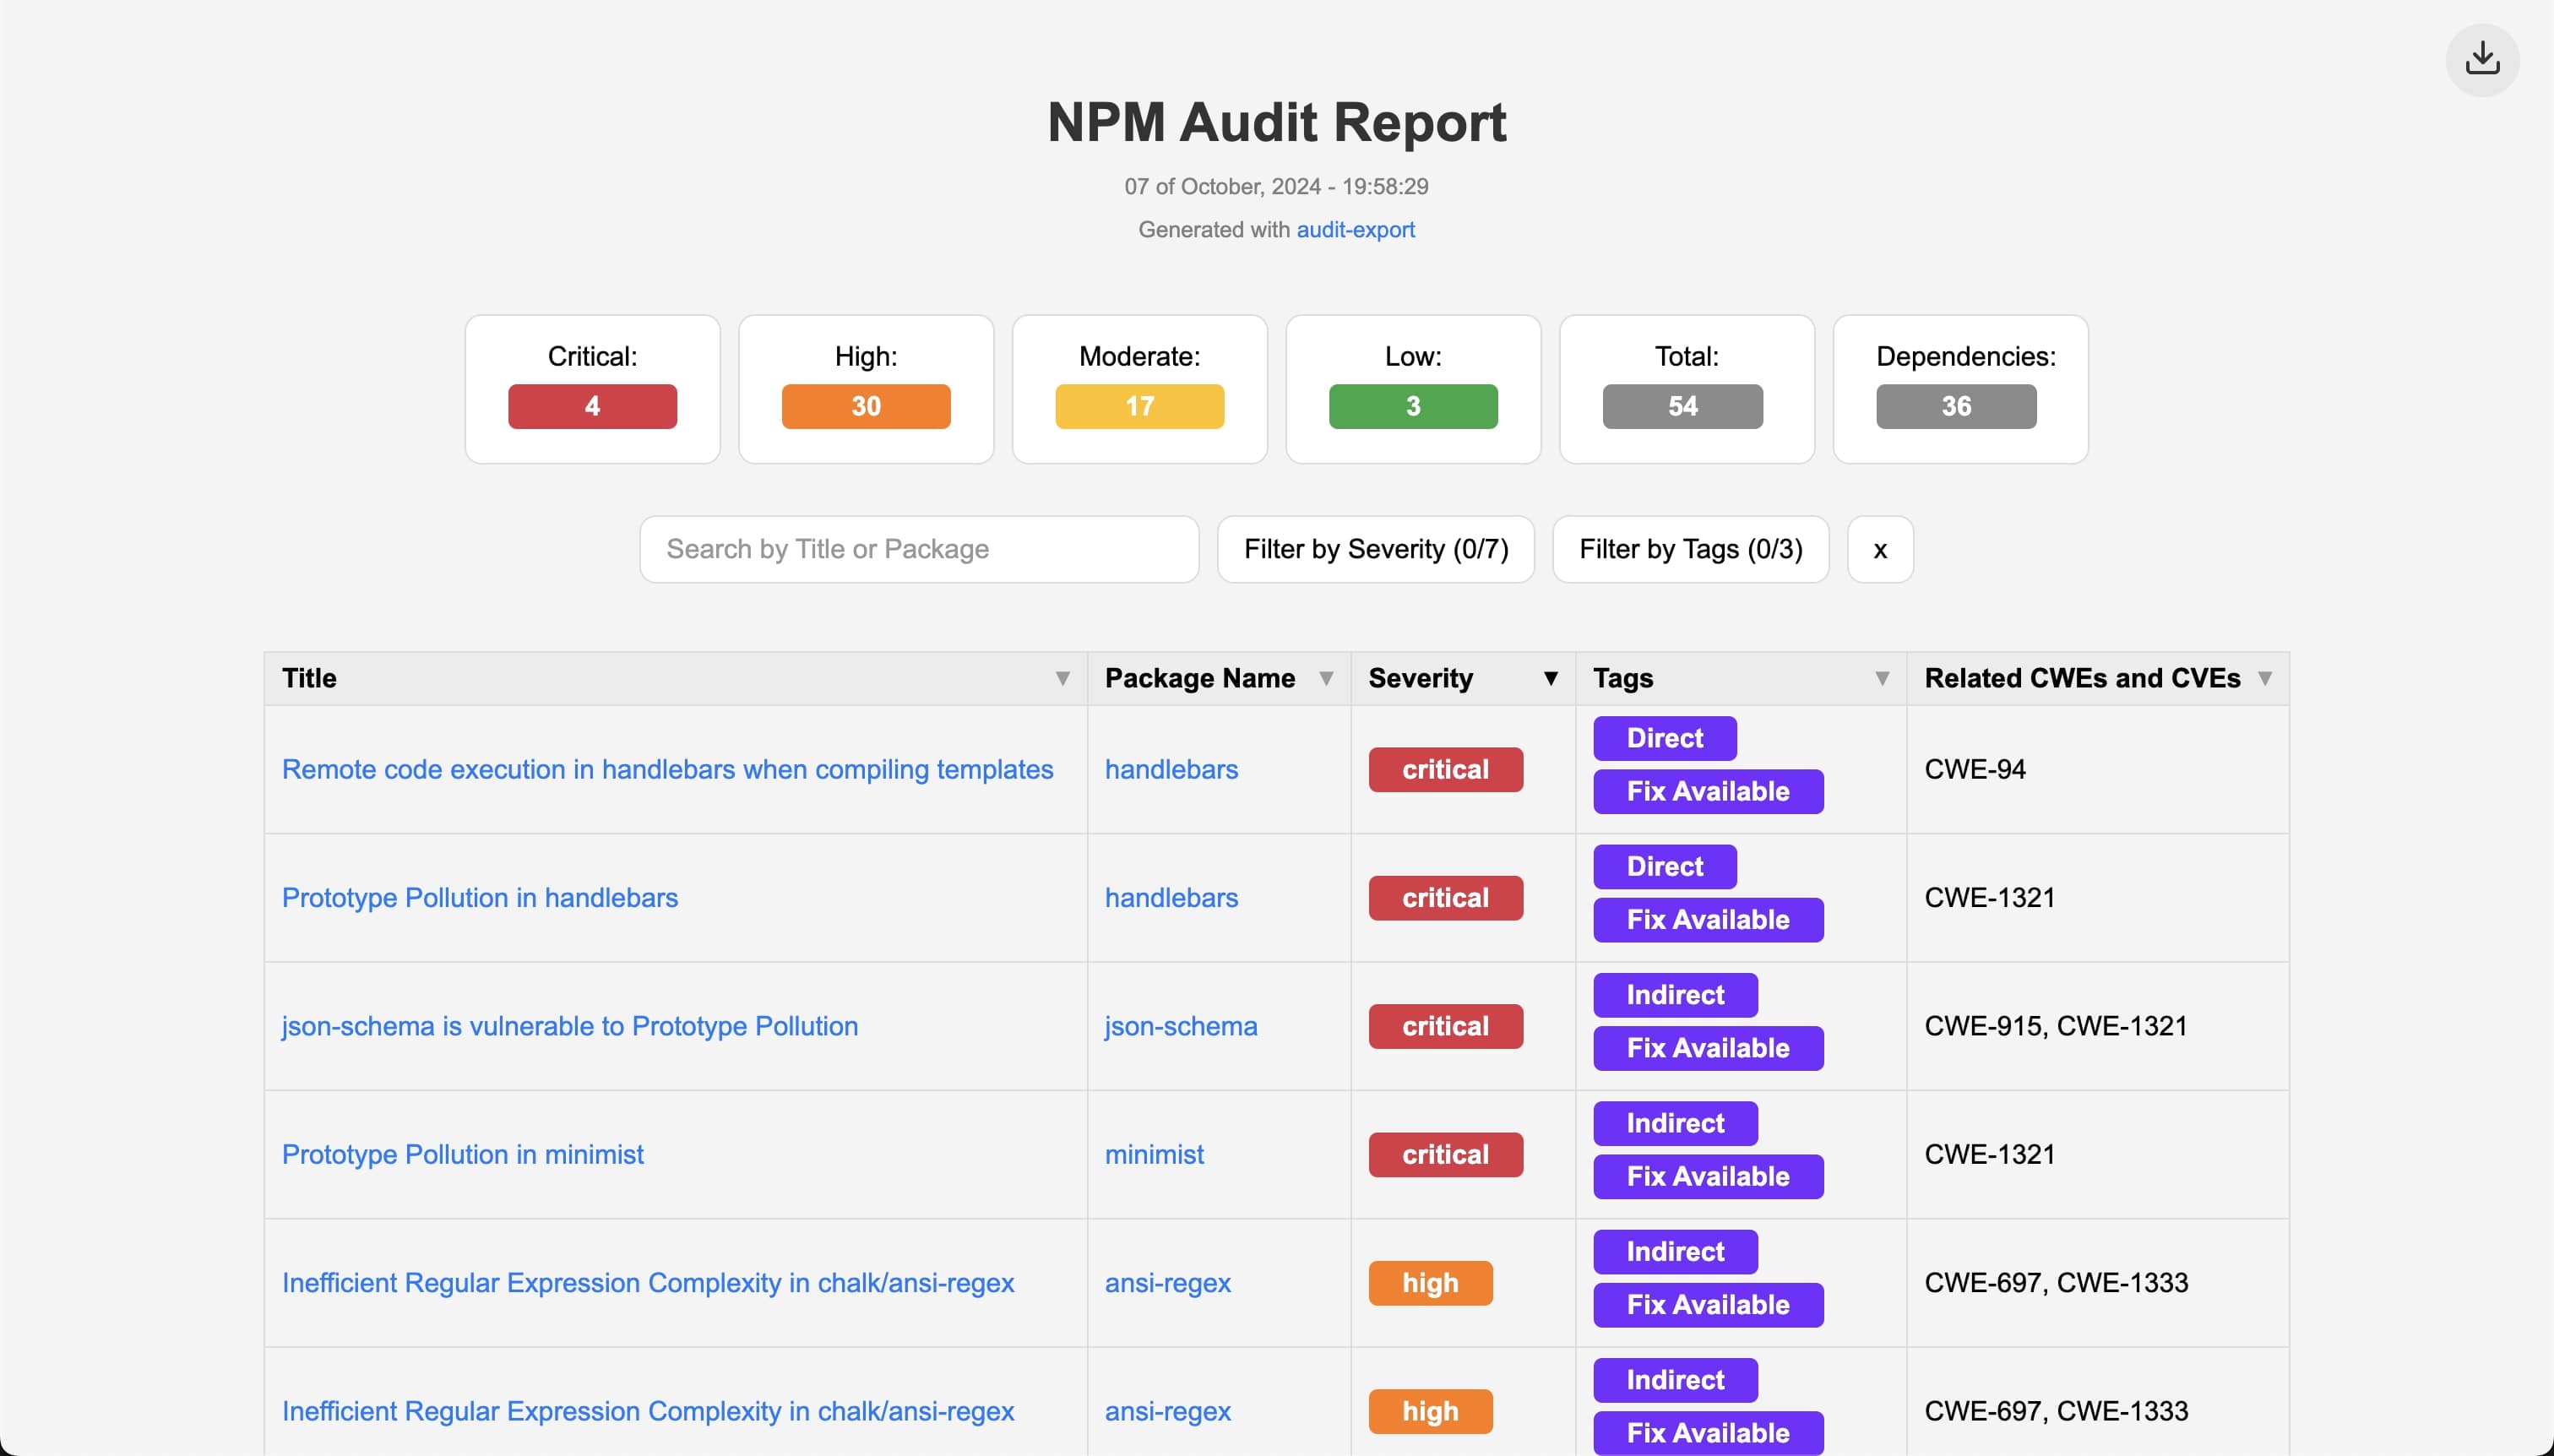 NPM Audit Report
07 of October, 2024 - 19:58:29
Generated with audit-export
Critical: High: Moderate: Low: Total: Dependencies:
4 30 17 3 54 36
Search by Title or Package Filter by Severity (0/7) Filter by Tags (0/3) x
Title ▼ Package Name ▼ Severity ▼ Tags ▼ Related CWEs and CVEs ▼
Remote code execution in handlebars when compiling templates handlebars critical Direct CWE-94
Fix Available
Prototype Pollution in handlebars handlebars critical Direct CWE-1321
Fix Available
json-schema is vulnerable to Prototype Pollution json-schema critical Indirect CWE-915, CWE-1321
Fix Available
Prototype Pollution in minimist minimist critical Indirect CWE-1321
Fix Available
Inefficient Regular Expression Complexity in chalk/ansi-regex ansi-regex high Indirect CWE-697, CWE-1333
Fix Available
Inefficient Regular Expression Complexity in chalk/ansi-regex ansi-regex high Indirect CWE-697, CWE-1333
Fix Available